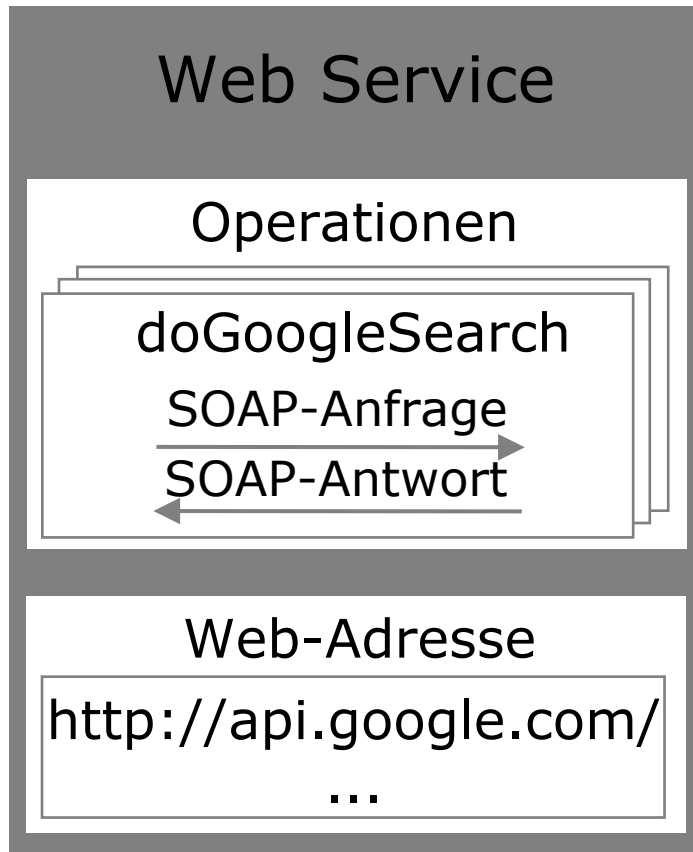 Web Service
Operationen
doGoogleSearch
SOAP-Anfrage
SOAP-Antwort
Web-Adresse
http://api.google.com/
...